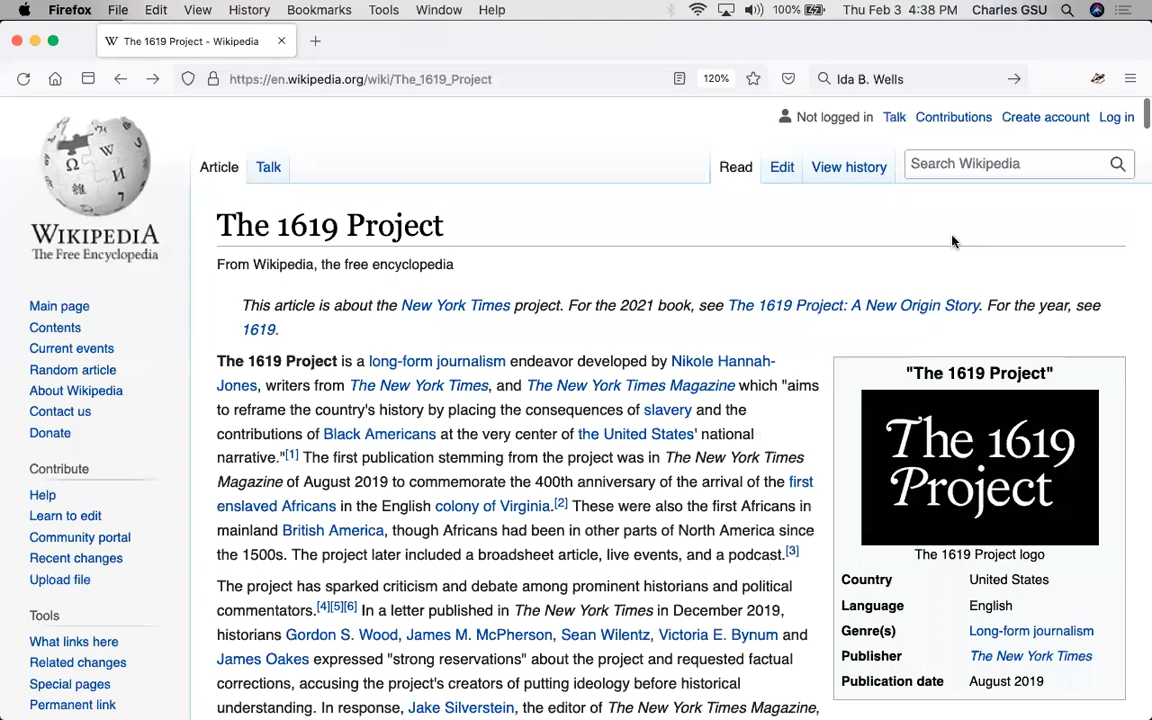 Firefox File Edit View History Bookmarks Tools Window Help 100% Thu Feb 3 4:38 PM Charles GSU
W The 1619 Project - Wikipedia × +
https://en.wikipedia.org/wiki/The_1619_Project 120% Ida B. Wells
Not logged in Talk Contributions Create account Log in
Article Talk Read Edit View history Search Wikipedia
WIKIPEDIA
The Free Encyclopedia
Main page
Contents
Current events
Random article
About Wikipedia
Contact us
Donate
Contribute
Help
Learn to edit
Community portal
Recent changes
Upload file
Tools
What links here
Related changes
Special pages
Permanent link
The 1619 Project
From Wikipedia, the free encyclopedia
This article is about the New York Times project. For the 2021 book, see The 1619 Project: A New Origin Story. For the year, see
1619.
The 1619 Project is a long-form journalism endeavor developed by Nikole Hannah-
Jones, writers from The New York Times, and The New York Times Magazine which "aims
to reframe the country's history by placing the consequences of slavery and the
contributions of Black Americans at the very center of the United States' national
narrative."[1] The first publication stemming from the project was in The New York Times
Magazine of August 2019 to commemorate the 400th anniversary of the arrival of the first
enslaved Africans in the English colony of Virginia.[2] These were also the first Africans in
mainland British America, though Africans had been in other parts of North America since
the 1500s. The project later included a broadsheet article, live events, and a podcast.[3]
The project has sparked criticism and debate among prominent historians and political
commentators.[4][5][6] In a letter published in The New York Times in December 2019,
historians Gordon S. Wood, James M. McPherson, Sean Wilentz, Victoria E. Bynum and
James Oakes expressed "strong reservations" about the project and requested factual
corrections, accusing the project's creators of putting ideology before historical
understanding. In response, Jake Silverstein, the editor of The New York Times Magazine,
"The 1619 Project"
The 1619
Project
The 1619 Project logo
Country United States
Language English
Genre(s) Long-form journalism
Publisher The New York Times
Publication date August 2019